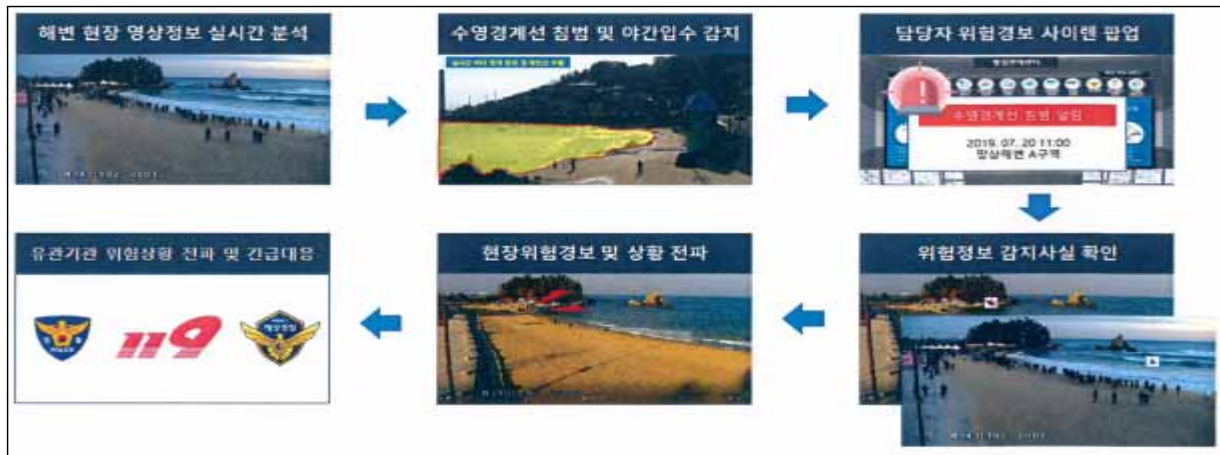 해변 현장 영상정보 실시간 분석
수영경계선 침범 및 야간입수 감지
담당자 위험경보 사이렌 팝업
수영경계선 침범 알림
2019. 07. 20 11:00
망상해변 A구역
유관기관 위험상황 전파 및 긴급대응
POLICE
119
해양경찰
현장위험경보 및 상황 전파
위험정보 감지사실 확인